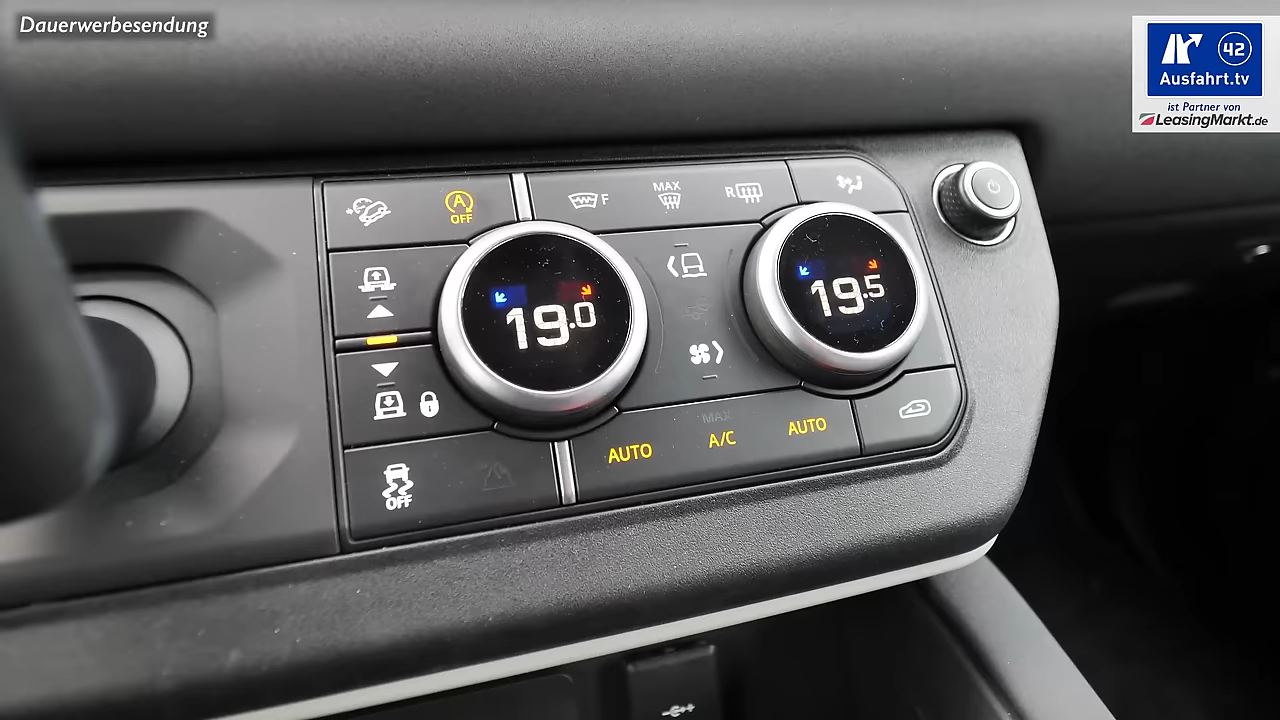 Dauerwerbesendung
42
Ausfahrt.tv
ist Partner von
LeasingMarkt.de
A
OFF
F
MAX
R
19.0
19.5
OFF
AUTO
MAX
A/C
AUTO